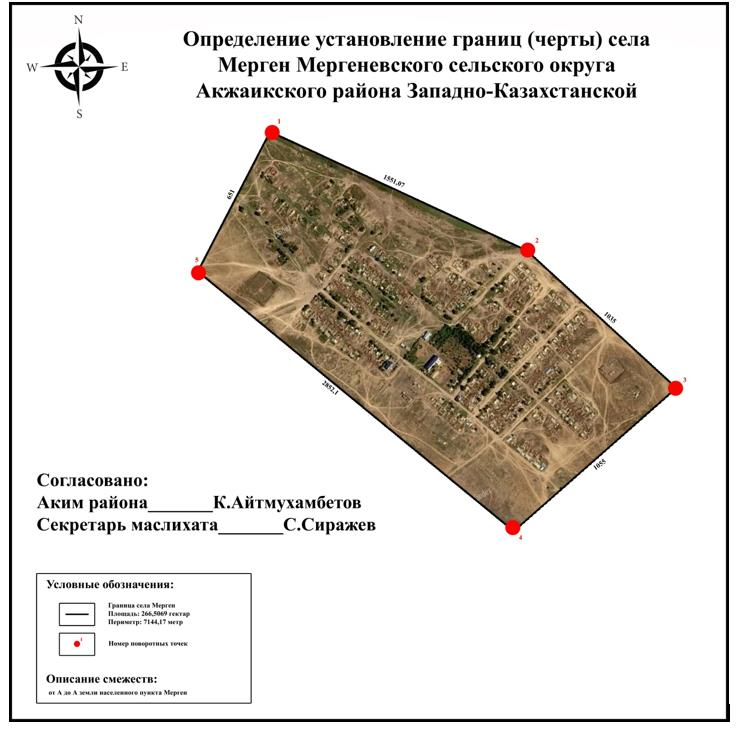 N
W
E
S
Определение установление границ (черты) села
Мерген Мергеневского сельского округа
Акжаикского района Западно-Казахстанской
1
1551,07
651
2
5
1035
3
2852,1
1055
4
Согласовано:
Аким района_______К.Айтмухамбетов
Секретарь маслихата_______С.Сиражев
Условные обозначения:
Граница села Мерген
Площадь: 266,5069 гектар
Периметр: 7144,17 метр
1
Номер поворотных точек
Описание смежеств:
от А до А земли населенного пункта Мерген